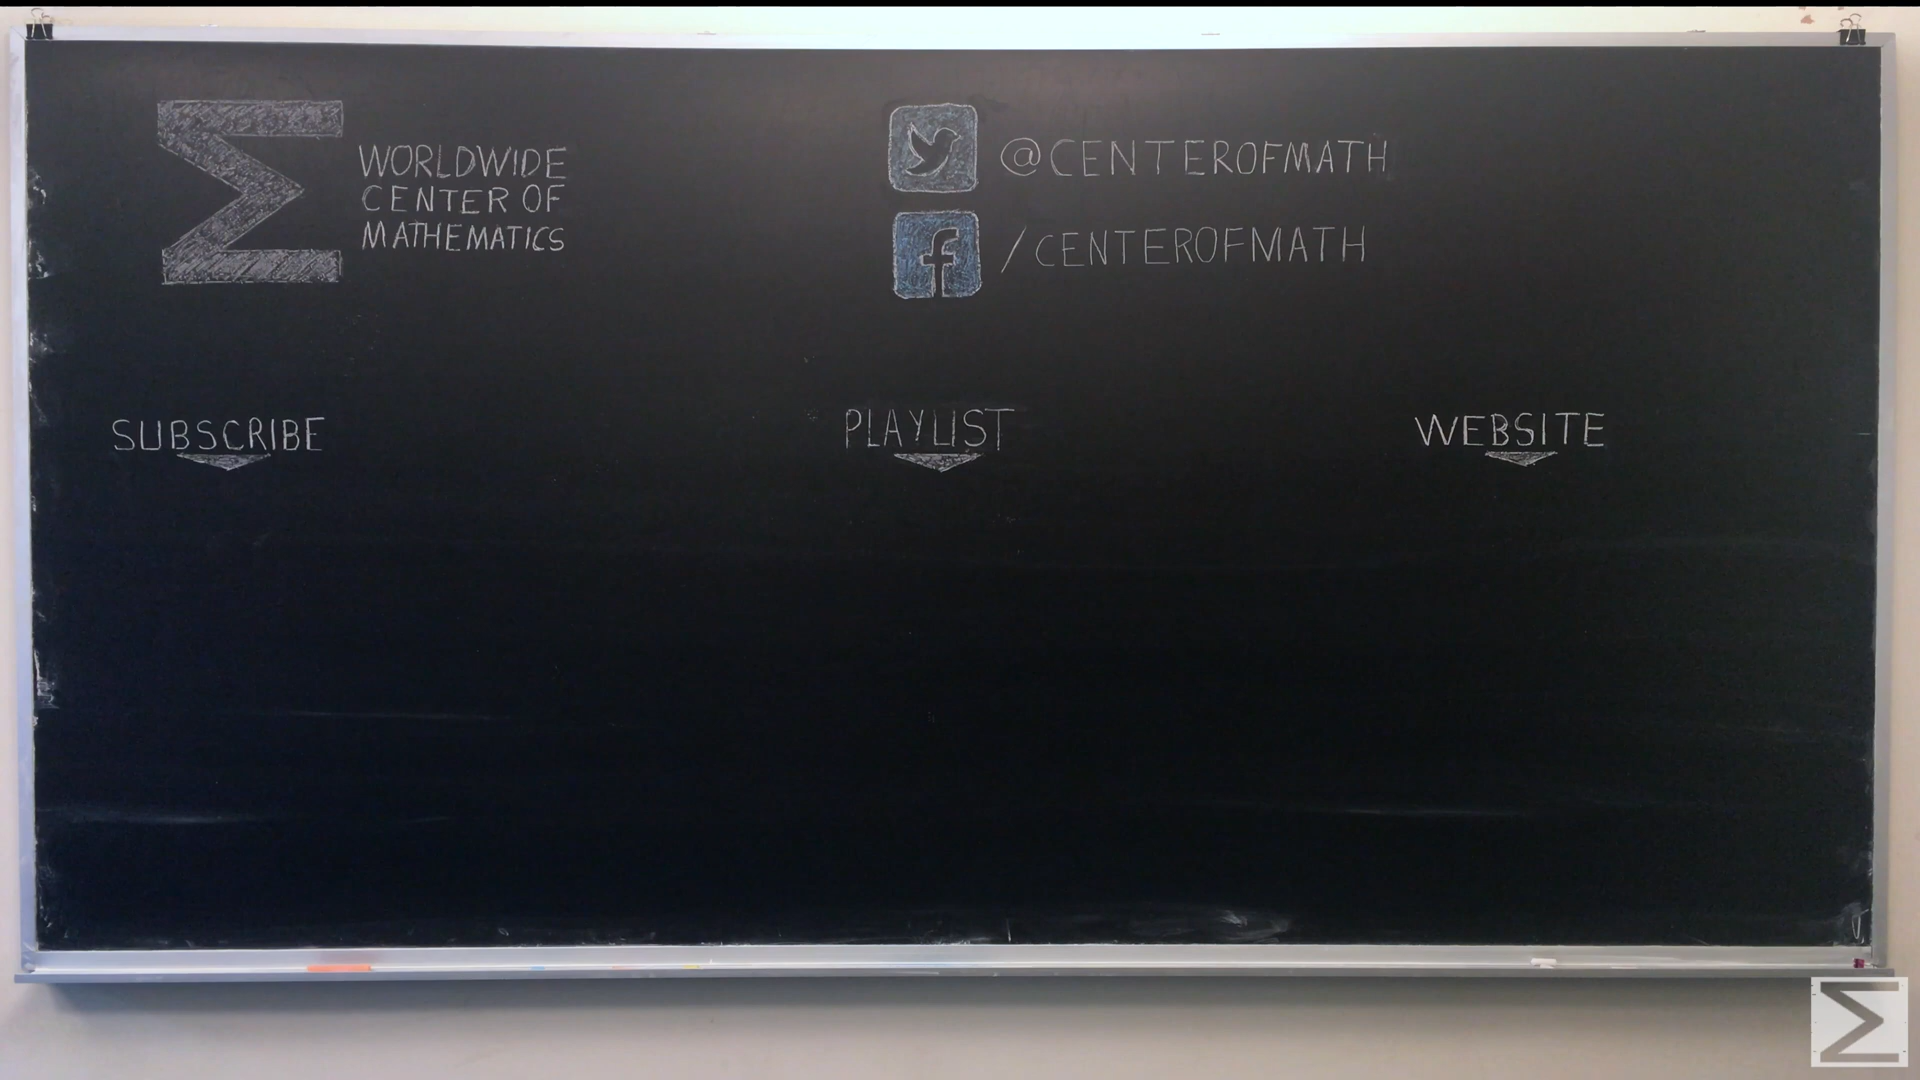 WORLDWIDE
CENTER OF
MATHEMATICS
@CENTEROFMATH
/CENTEROFMATH
SUBSCRIBE
PLAYLIST
WEBSITE